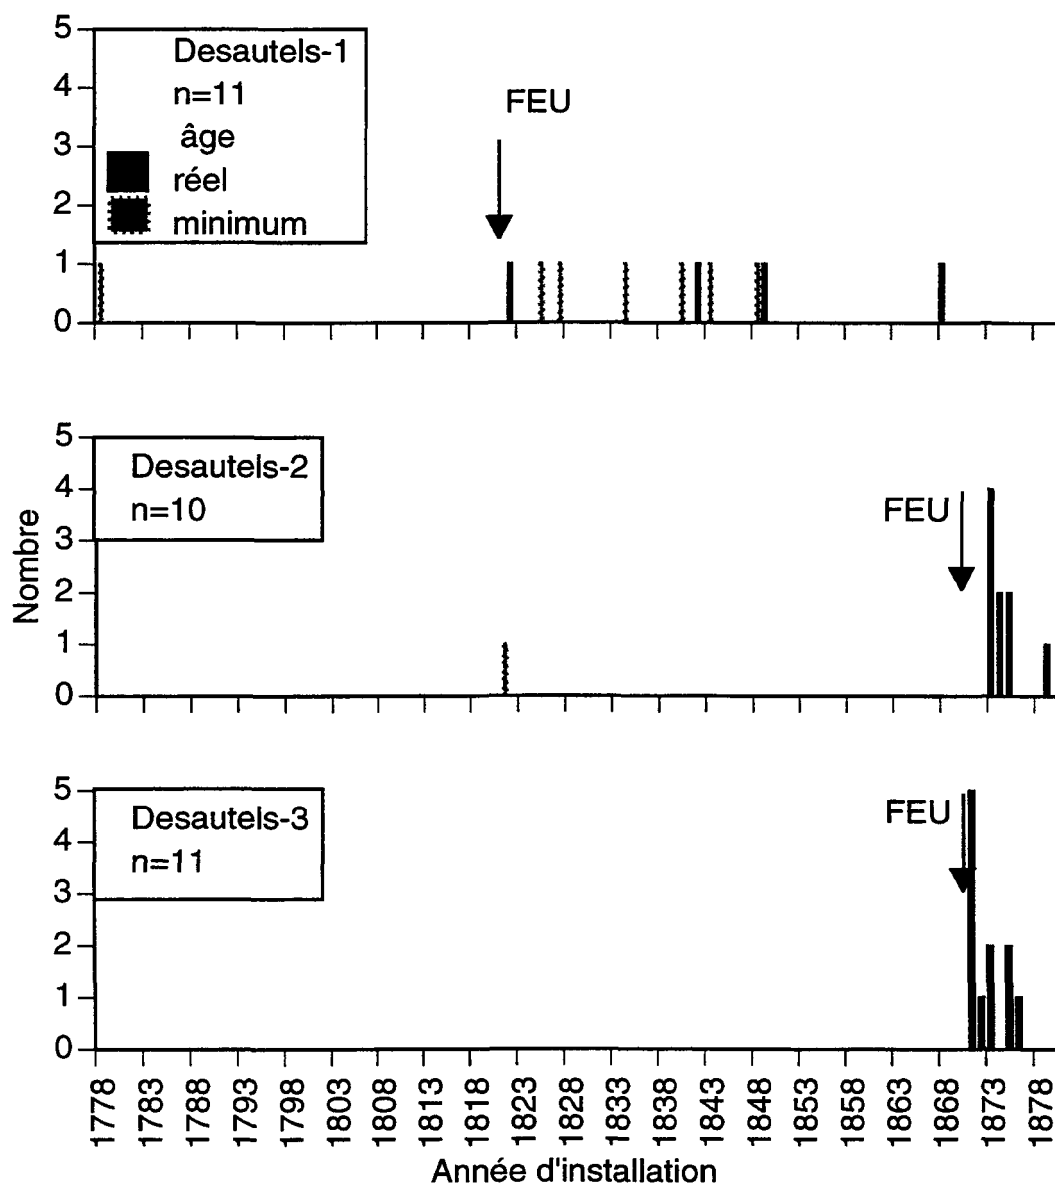 5
4
3
2
1
0
Desautels-1
n=11
âge
réel
minimum
FEU
Nombre
5
4
3
2
1
0
Desautels-2
n=10
FEU
5
4
3
2
1
0
Desautels-3
n=11
FEU
1778 1783 1788 1793 1798 1803 1808 1813 1818 1823 1828 1833 1838 1843 1848 1853 1858 1863 1868 1873 1878
Année d'installation